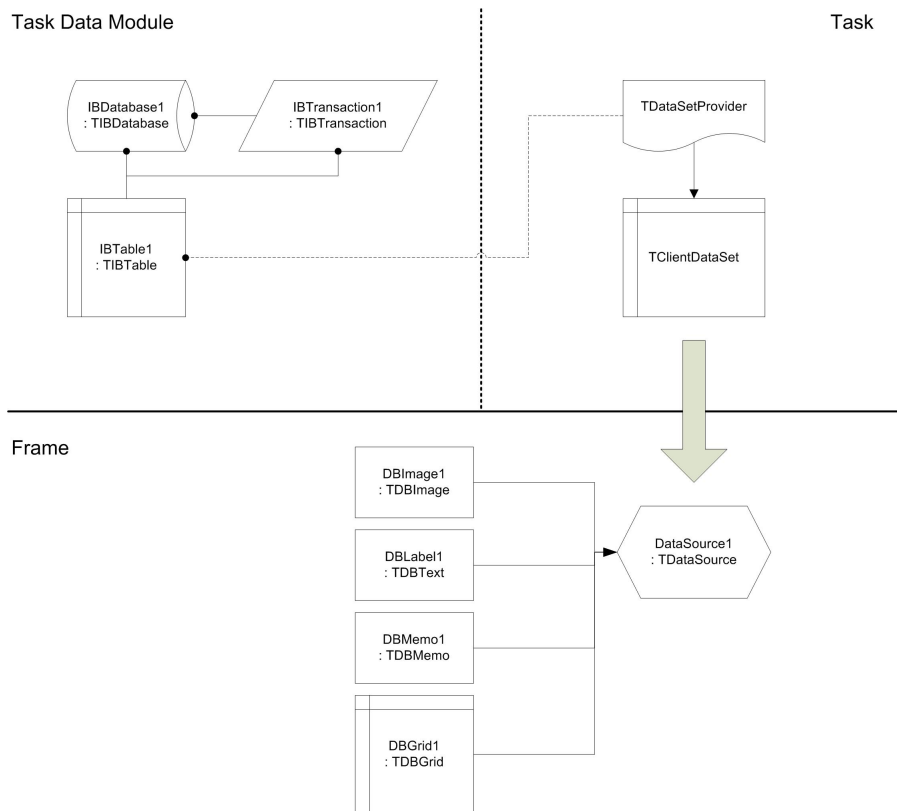 Task Data Module
Task
IBDatabase1
: TIBDatabase
IBTransaction1
: TIBTransaction
TDataSetProvider
IBTable1
: TIBTable
TClientDataSet
Frame
DBImage1
: TDBImage
DBLabel1
: TDBText
DataSource1
: TDataSource
DBMemo1
: TDBMemo
DBGrid1
: TDBGrid